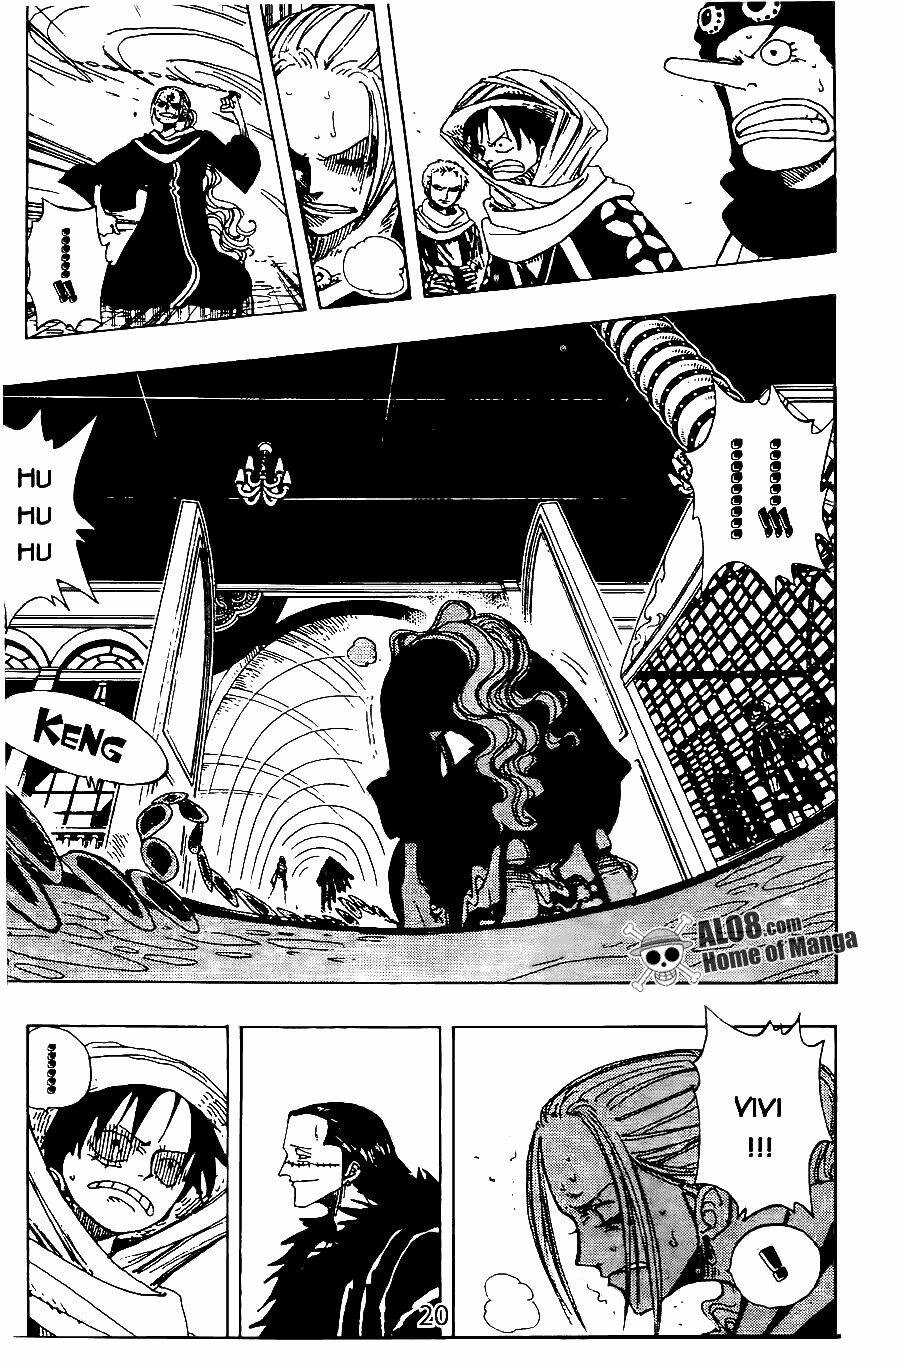 ......!!
......!!
HU
HU
HU
KENG
AL08.com
Home of Manga
......
VIVI
!!!
!
20